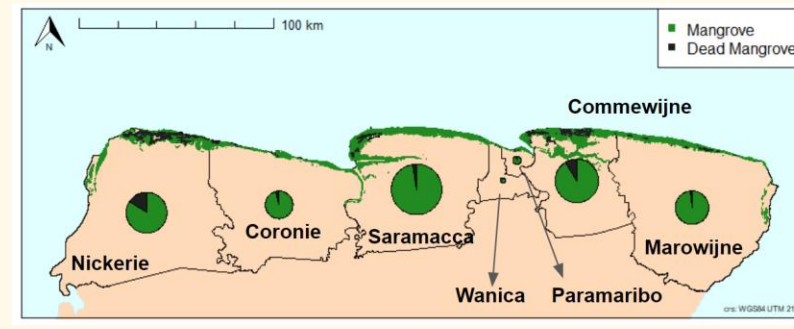 N
100 km
Mangrove
Dead Mangrove
Commewijne
Coronie
Saramacca
Nickerie
Marowijne
Wanica
Paramaribo
crs: WGS84 UTM 21